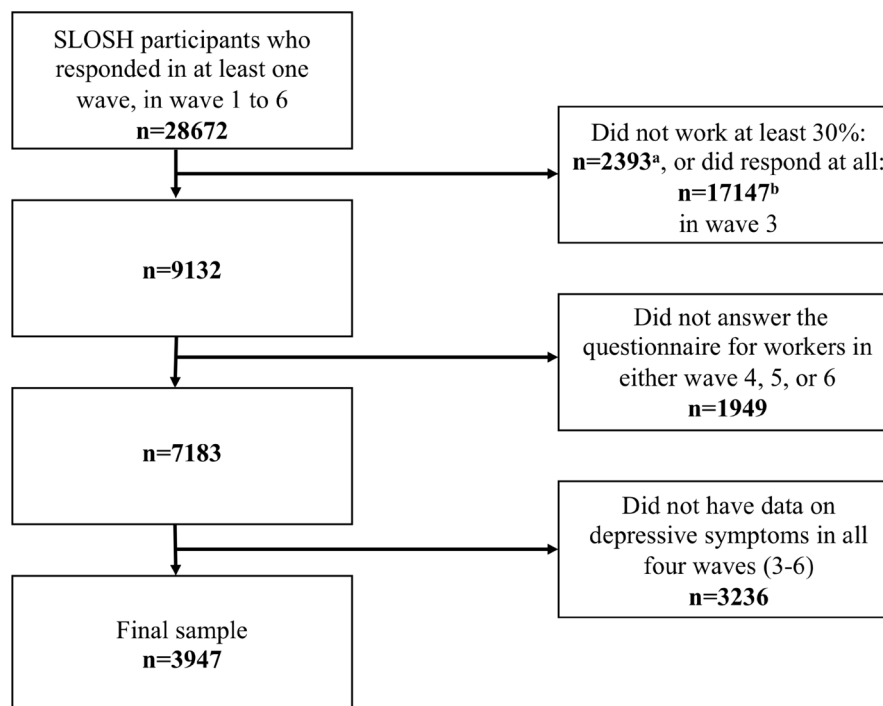 SLOSH participants who
responded in at least one
wave, in wave 1 to 6
n=28672
Did not work at least 30%:
n=2393ᵃ, or did respond at all:
n=17147ᵇ
in wave 3
n=9132
Did not answer the
questionnaire for workers in
either wave 4, 5, or 6
n=1949
n=7183
Did not have data on
depressive symptoms in all
four waves (3-6)
n=3236
Final sample
n=3947